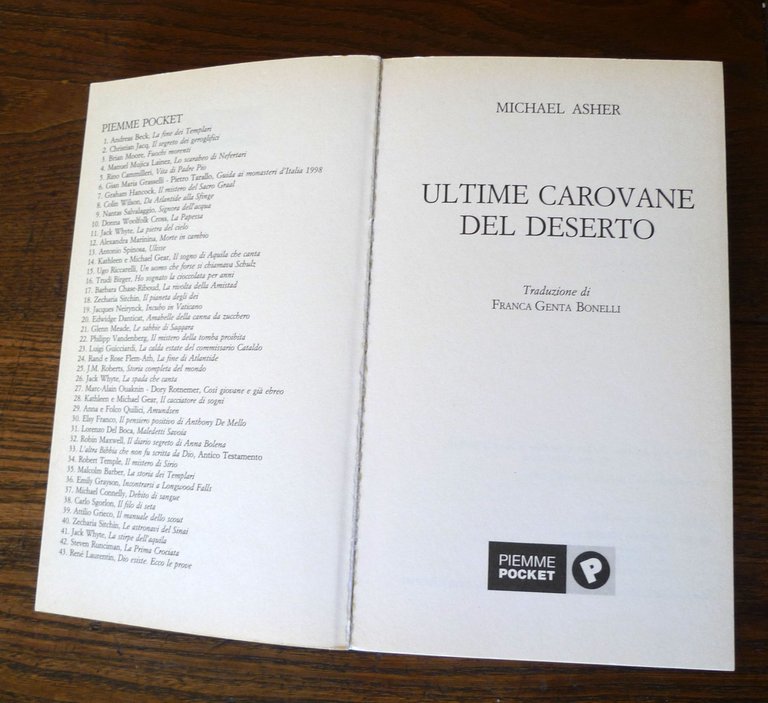 PIEMME POCKET
1. Andreas Beck, La fine dei Templari
2. Christian Jacq, Il segreto dei geroglifici
3. Brian Moore, Fuochi morenti
4. Manuel Mojica Lainez, Lo scarabeo di Nefertari
5. Rino Cammilleri, Vita di Padre Pio
6. Gian Maria Grasselli - Pietro Tarallo, Guida ai monasteri d'Italia 1998
7. Graham Hancock, Il mistero del Sacro Graal
8. Colin Wilson, Da Atlantide alla Sfinge
9. Nantas Salvalaggio, Signora dell'acqua
10. Donna Woolfolk Cross, La Papessa
11. Jack Whyte, La pietra del cielo
12. Alexandra Marinina, Morte in cambio
13. Antonio Spinosa, Ulisse
14. Kathleen e Michael Gear, Il sogno di Aquila che canta
15. Ugo Riccarelli, Un uomo che forse si chiamava Schulz
16. Trudi Birger, Ho sognato la cioccolata per anni
17. Barbara Chase-Riboud, La rivolta della Amistad
18. Zecharia Sitchin, Il pianeta degli dei
19. Jacques Neirynck, Incubo in Vaticano
20. Edwidge Danticat, Amabelle della canna da zucchero
21. Glenn Meade, Le sabbie di Saqqara
22. Philipp Vandenberg, Il mistero della tomba proibita
23. Luigi Guicciardi, La calda estate del commissario Cataldo
24. Rand e Rose Flem-Ath, La fine di Atlantide
25. J.M. Roberts, Storia completa del mondo
26. Jack Whyte, La spada che canta
27. Marc-Alain Ouaknin - Dory Rotnemer, Così giovane e già ebreo
28. Kathleen e Michael Gear, Il cacciatore di sogni
29. Anna e Folco Quilici, Amundsen
30. Elsy Franco, Il pensiero positivo di Anthony De Mello
31. Lorenzo Del Boca, Maledetti Savoia
32. Robin Maxwell, Il diario segreto di Anna Bolena
33. L'altra Bibbia che non fu scritta da Dio, Antico Testamento
34. Robert Temple, Il mistero di Sirio
35. Malcolm Barber, La storia dei Templari
36. Emily Grayson, Incontrarsi a Longwood Falls
37. Michael Connelly, Debito di sangue
38. Carlo Sgorlon, Il filo di seta
39. Attilio Grieco, Il manuale dello scout
40. Zecharia Sitchin, Le astronavi del Sinai
41. Jack Whyte, La stirpe dell'aquila
42. Steven Runciman, La Prima Crociata
43. René Laurentin, Dio esiste. Ecco le prove
MICHAEL ASHER
ULTIME CAROVANE
DEL DESERTO
Traduzione di
FRANCA GENTA BONELLI
PIEMME
POCKET
P